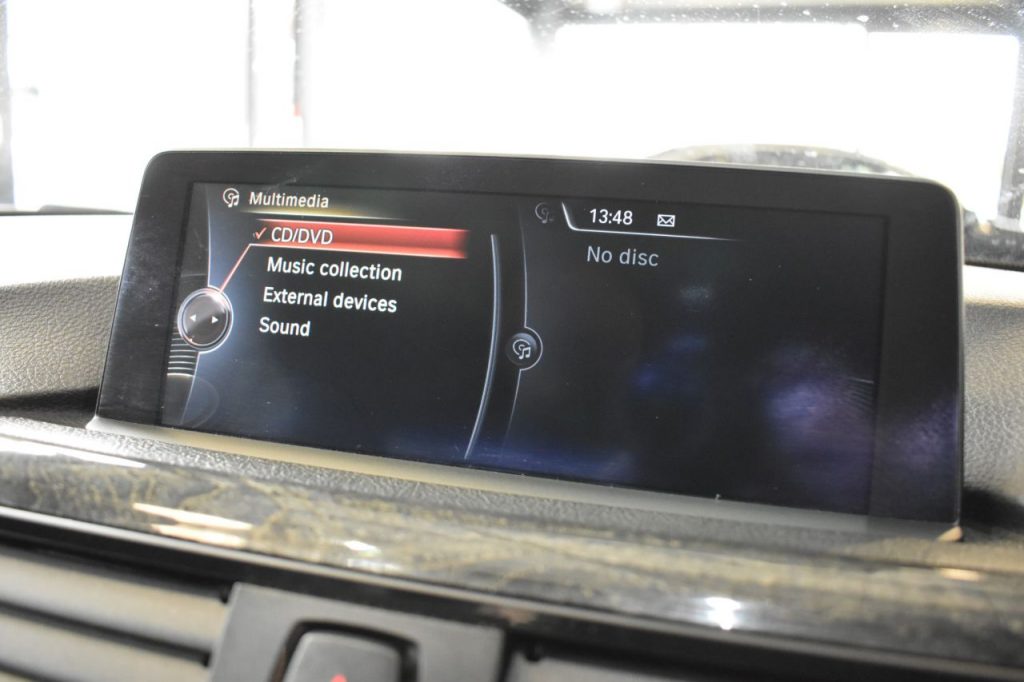 Multimedia
CD/DVD
Music collection
External devices
Sound
13:48
No disc